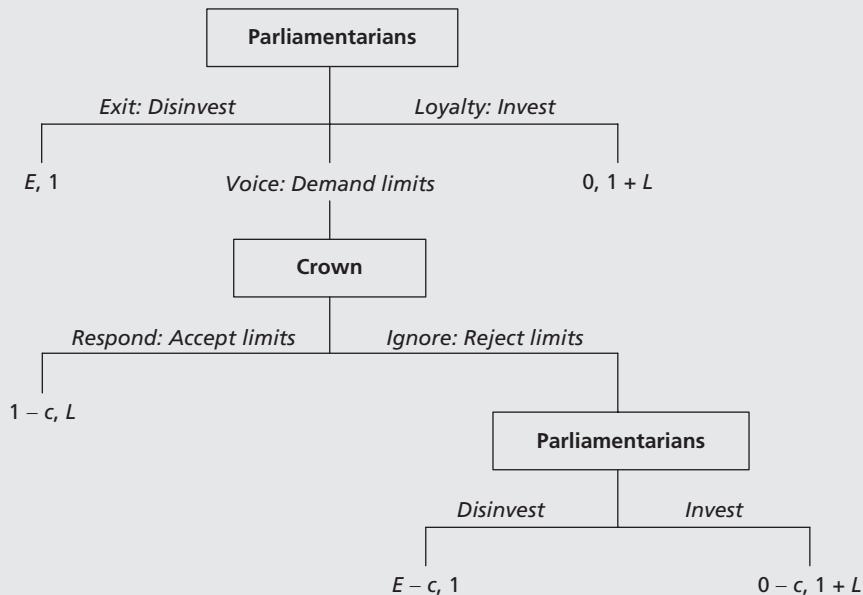 Parliamentarians
Exit: Disinvest
Loyalty: Invest
E, 1
Voice: Demand limits
0, 1 + L
Crown
Respond: Accept limits
Ignore: Reject limits
1 – c, L
Parliamentarians
Disinvest
Invest
E – c, 1
0 – c, 1 + L